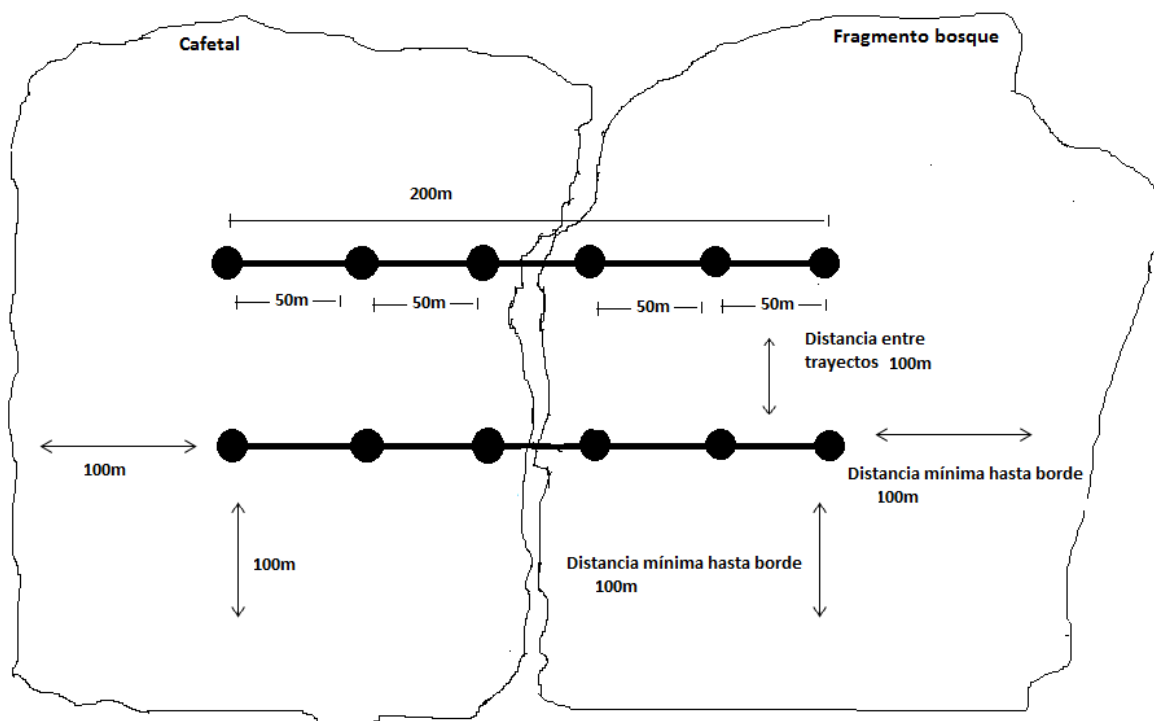 Cafetal
Fragmento bosque
200m
50m
50m
50m
50m
Distancia entre
trayectos 100m
100m
Distancia mínima hasta borde
100m
100m
Distancia mínima hasta borde
100m